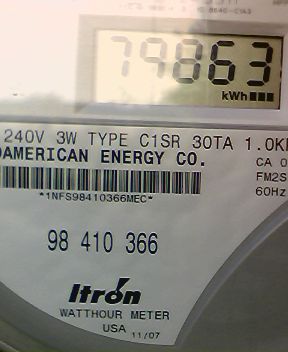 79863
kWh
240V 3W TYPE C1SR 30TA 1.0K
AMERICAN ENERGY CO. CA 0
FM2S
*1NFS98410366MEC* 60Hz
98 410 366
Itrón
WATTHOUR METER
USA 11/07